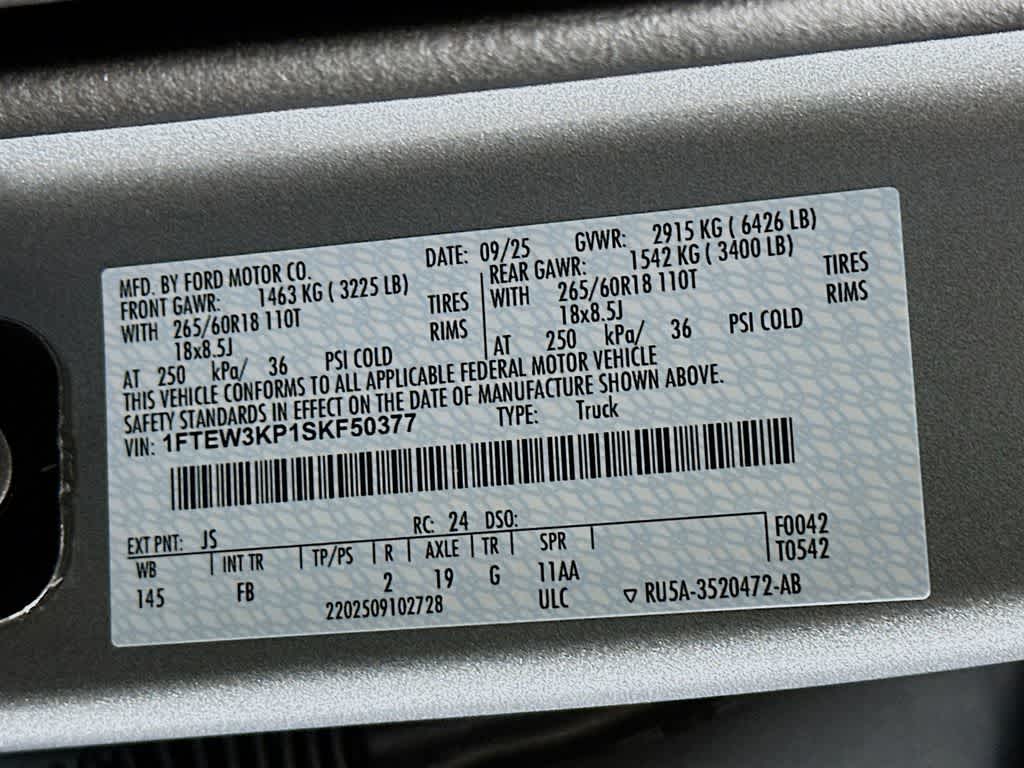 MFD. BY FORD MOTOR CO. DATE: 09/25 GVWR: 2915 KG ( 6426 LB)
FRONT GAWR: 1463 KG ( 3225 LB) REAR GAWR: 1542 KG ( 3400 LB)
WITH 265/60R18 110T TIRES WITH 265/60R18 110T TIRES
18x8.5J RIMS 18x8.5J RIMS
AT 250 kPa/ 36 PSI COLD AT 250 kPa/ 36 PSI COLD
THIS VEHICLE CONFORMS TO ALL APPLICABLE FEDERAL MOTOR VEHICLE
SAFETY STANDARDS IN EFFECT ON THE DATE OF MANUFACTURE SHOWN ABOVE.
VIN: 1FTEW3KP1SKF50377 TYPE: Truck
EXT PNT: JS RC: 24 DSO: F0042
WB INT TR TP/PS R AXLE TR SPR T0542
145 FB 2 19 G 11AA
2202509102728 ULC ▽ RU5A-3520472-AB